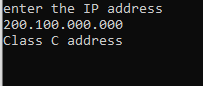 enter the IP address
200.100.000.000
Class C address